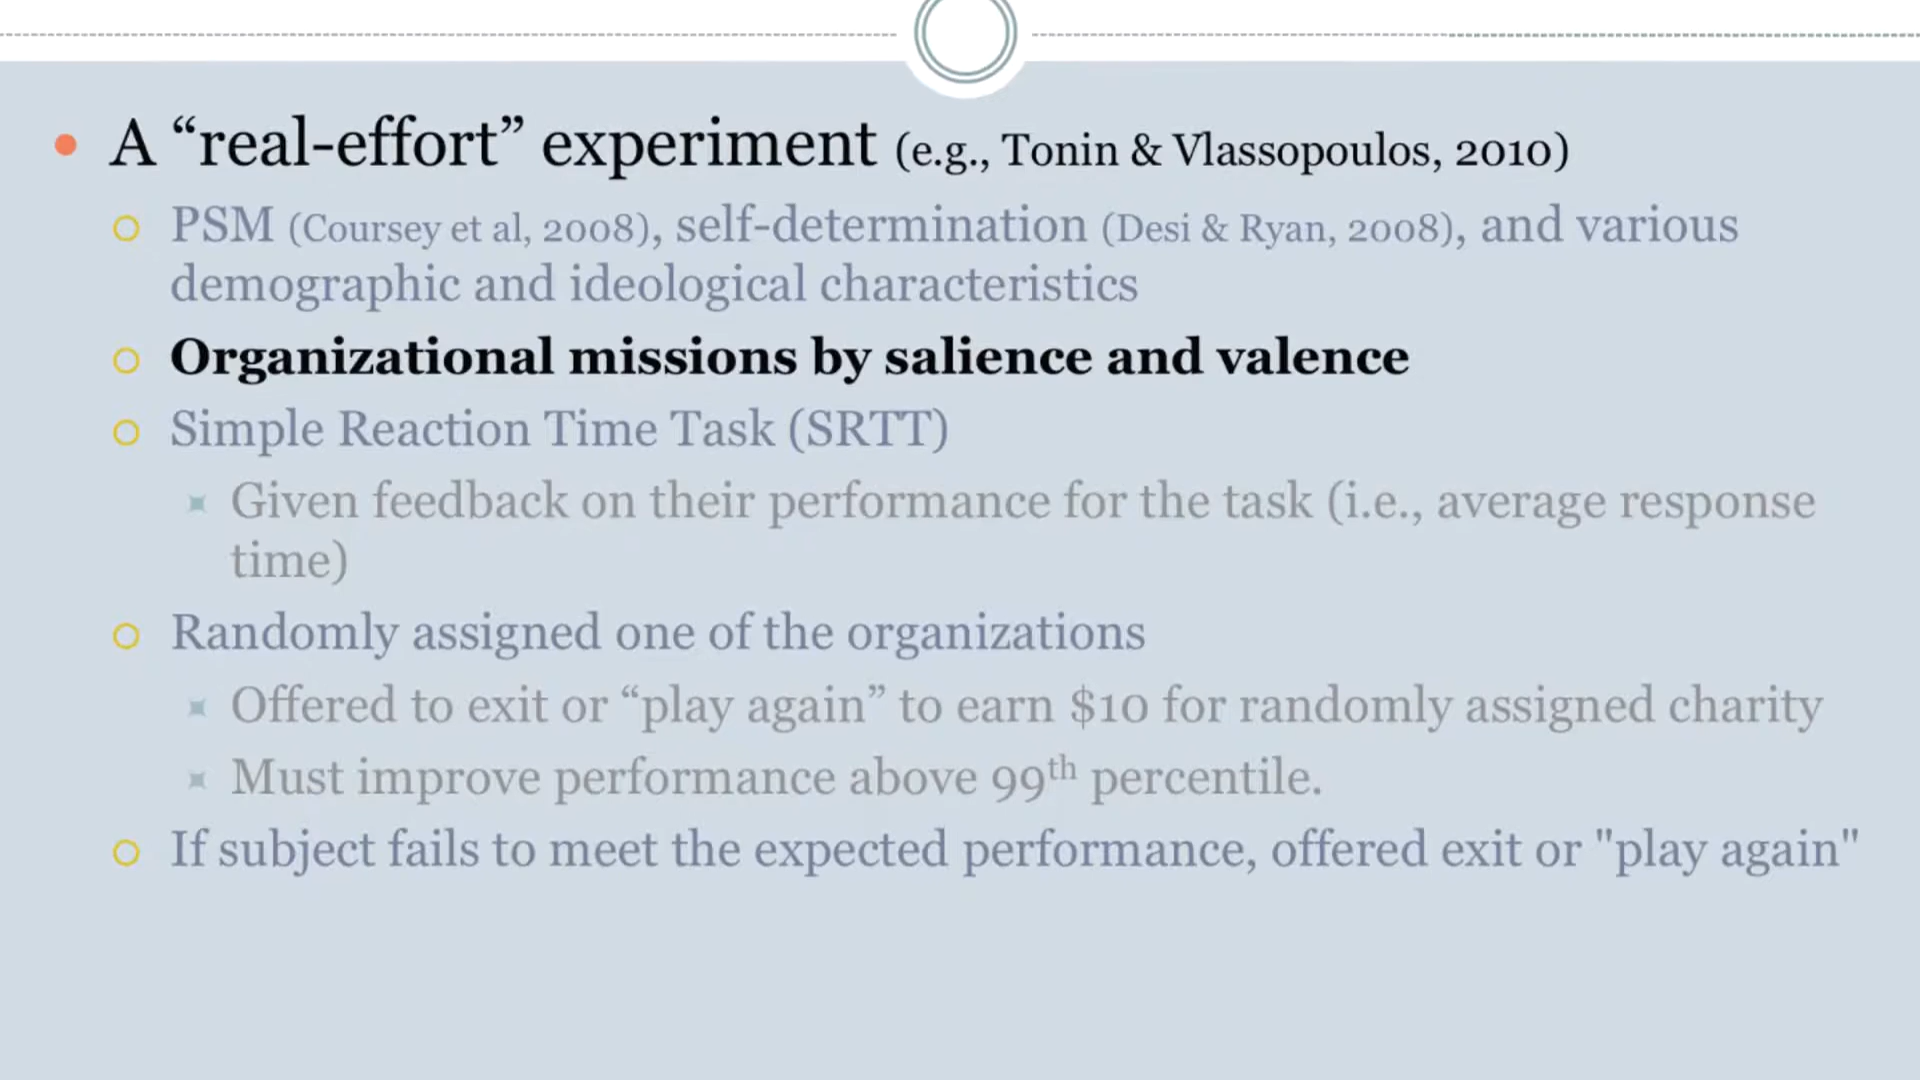 A “real-effort” experiment (e.g., Tonin & Vlassopoulos, 2010)
PSM (Coursey et al, 2008), self-determination (Desi & Ryan, 2008), and various
demographic and ideological characteristics
Organizational missions by salience and valence
Simple Reaction Time Task (SRTT)
Given feedback on their performance for the task (i.e., average response
time)
Randomly assigned one of the organizations
Offered to exit or “play again” to earn $10 for randomly assigned charity
Must improve performance above 99th percentile.
If subject fails to meet the expected performance, offered exit or "play again"